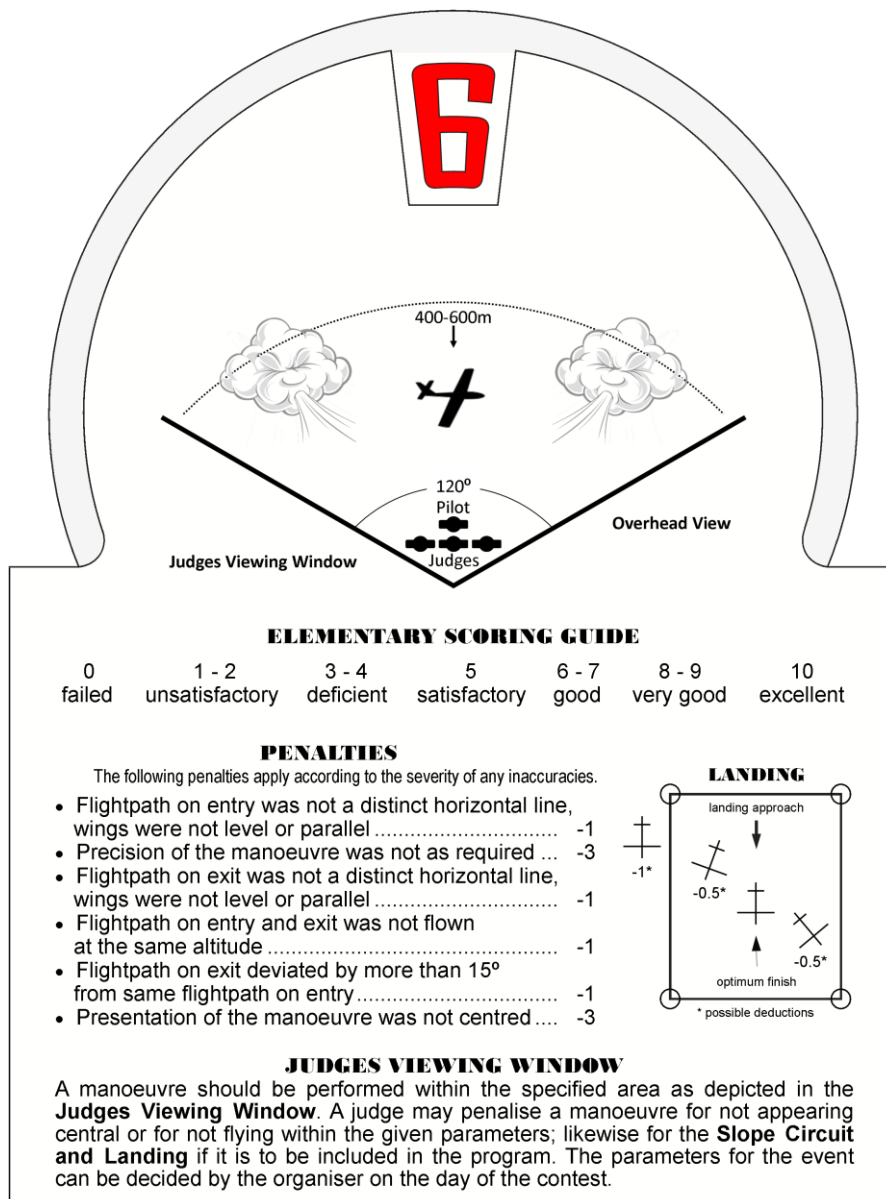 6
400-600m
120º
Pilot
Judges
Judges Viewing Window
Overhead View
ELEMENTARY SCORING GUIDE
0 1 - 2 3 - 4 5 6 - 7 8 - 9 10
failed unsatisfactory deficient satisfactory good very good excellent
PENALTIES
The following penalties apply according to the severity of any inaccuracies.
• Flightpath on entry was not a distinct horizontal line,
wings were not level or parallel ................................ -1
• Precision of the manoeuvre was not as required ... -3
• Flightpath on exit was not a distinct horizontal line,
wings were not level or parallel ................................ -1
• Flightpath on entry and exit was not flown
at the same altitude ..................................................... -1
• Flightpath on exit deviated by more than 15º
from same flightpath on entry................................... -1
• Presentation of the manoeuvre was not centred .... -3
LANDING
landing approach
-1*
-0.5*
-0.5*
optimum finish
* possible deductions
JUDGES VIEWING WINDOW
A manoeuvre should be performed within the specified area as depicted in the
Judges Viewing Window. A judge may penalise a manoeuvre for not appearing
central or for not flying within the given parameters; likewise for the Slope Circuit
and Landing if it is to be included in the program. The parameters for the event
can be decided by the organiser on the day of the contest.